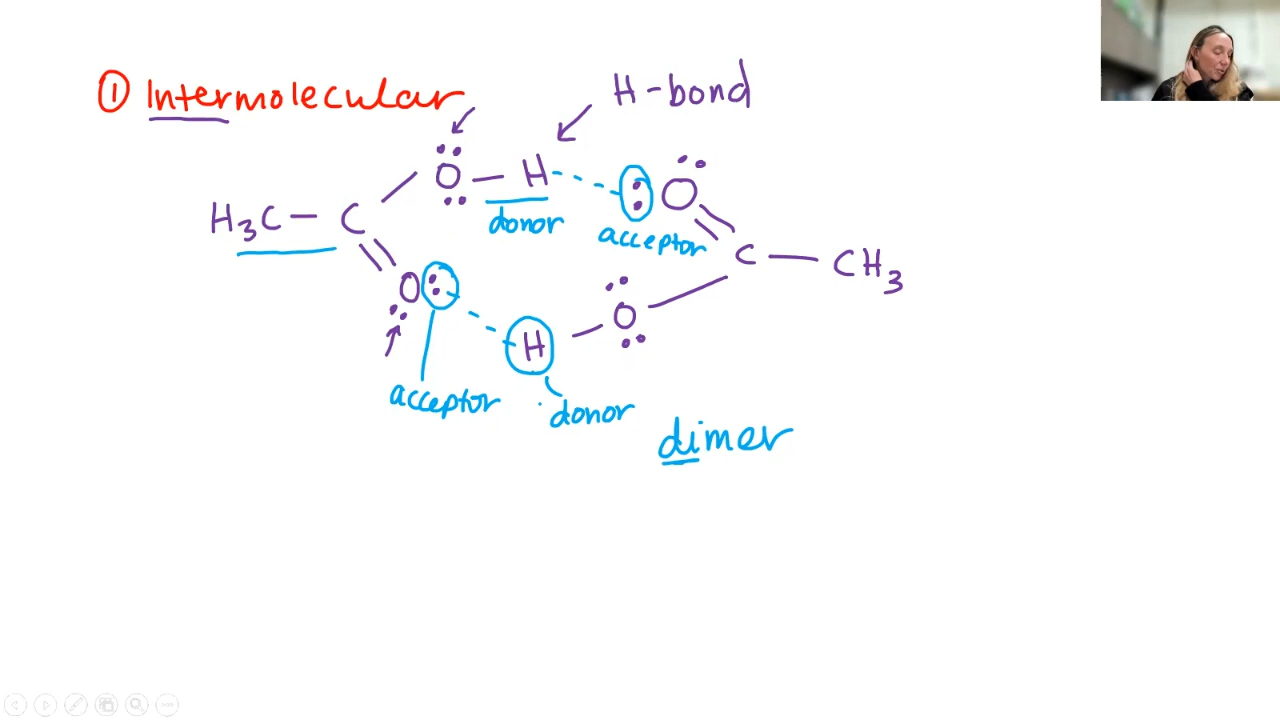 ① Intermolecular
H-bond
O — H
O
H₃C — C
donor
acceptor
C — CH₃
O
H — O
acceptor
donor
dimer